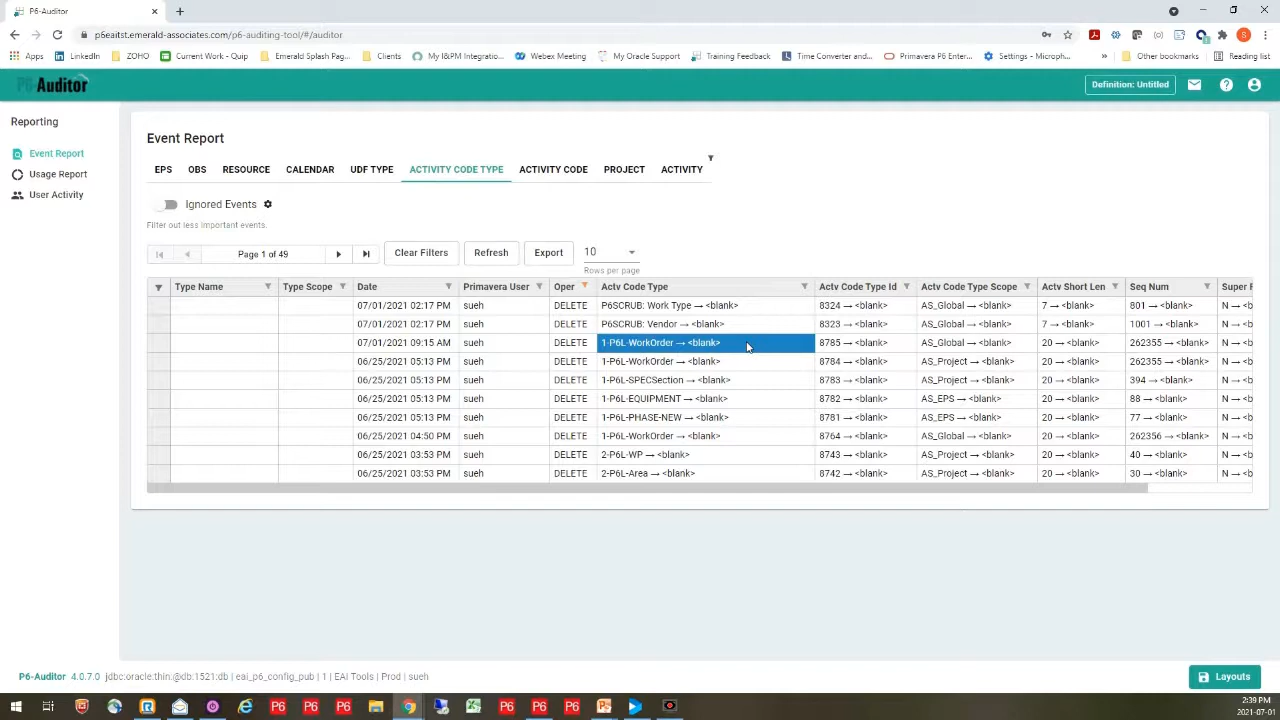 P6-Auditor
p6eaitst.emerald-associates.com/p6-auditing-tool/#/auditor
Apps LinkedIn ZOHO Current Work - Quip Emerald Splash Pag... Clients My I&PM Integratio... Webex Meeting My Oracle Support Training Feedback Time Converter and... Primavera P6 Enter... Settings - Microph... » Other bookmarks Reading list
P6-Auditor Definition: Untitled
Reporting
Event Report
Usage Report
User Activity
Event Report
EPS OBS RESOURCE CALENDAR UDF TYPE ACTIVITY CODE TYPE ACTIVITY CODE PROJECT ACTIVITY
Ignored Events
Filter out less important events.
Page 1 of 49 Clear Filters Refresh Export 10
Rows per page
Type Name Type Scope Date Primavera User Oper Actv Code Type Actv Code Type Id Actv Code Type Scope Actv Short Len Seq Num Super F
07/01/2021 02:17 PM sueh DELETE P6SCRUB: Work Type → <blank> 8324 → <blank> AS_Global → <blank> 7 → <blank> 801 → <blank> N → <b
07/01/2021 02:17 PM sueh DELETE P6SCRUB: Vendor → <blank> 8323 → <blank> AS_Global → <blank> 7 → <blank> 1001 → <blank> N → <b
07/01/2021 09:15 AM sueh DELETE 1-P6L-WorkOrder → <blank> 8785 → <blank> AS_Global → <blank> 20 → <blank> 262355 → <blank> N → <b
06/25/2021 05:13 PM sueh DELETE 1-P6L-WorkOrder → <blank> 8784 → <blank> AS_Project → <blank> 20 → <blank> 262355 → <blank> N → <b
06/25/2021 05:13 PM sueh DELETE 1-P6L-SPECSection → <blank> 8783 → <blank> AS_Project → <blank> 20 → <blank> 394 → <blank> N → <b
06/25/2021 05:13 PM sueh DELETE 1-P6L-EQUIPMENT → <blank> 8782 → <blank> AS_EPS → <blank> 20 → <blank> 88 → <blank> N → <b
06/25/2021 05:13 PM sueh DELETE 1-P6L-PHASE-NEW → <blank> 8781 → <blank> AS_EPS → <blank> 20 → <blank> 77 → <blank> N → <b
06/25/2021 04:50 PM sueh DELETE 1-P6L-WorkOrder → <blank> 8764 → <blank> AS_Global → <blank> 20 → <blank> 262356 → <blank> N → <b
06/25/2021 03:53 PM sueh DELETE 2-P6L-WP → <blank> 8743 → <blank> AS_Project → <blank> 20 → <blank> 40 → <blank> N → <b
06/25/2021 03:53 PM sueh DELETE 2-P6L-Area → <blank> 8742 → <blank> AS_Project → <blank> 20 → <blank> 30 → <blank> N → <b
P6-Auditor 4.0.7.0 jdbc:oracle:thin.@db:1521:db | eai_p6_config_pub | 1 | EAI Tools | Prod | sueh Layouts
P6 P6 P6 P6 P6 P6
2:39 PM
2021-07-01